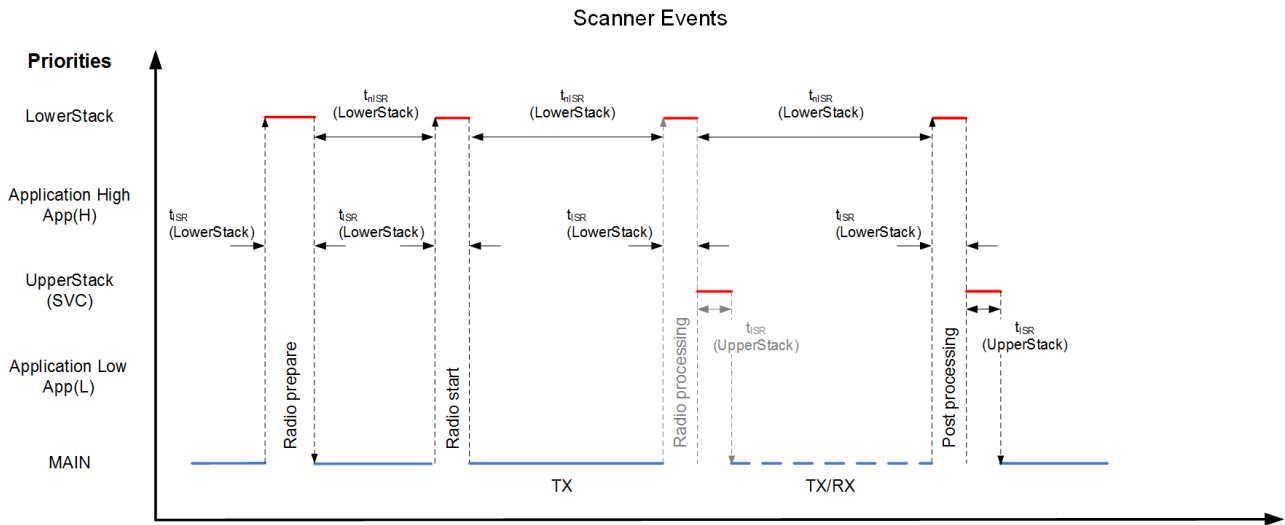 Scanner Events
Priorities
LowerStack
tnISR
(LowerStack)
tnISR
(LowerStack)
tnISR
(LowerStack)
Application High
App(H)
tISR
(LowerStack)
tISR
(LowerStack)
tISR
(LowerStack)
tISR
(LowerStack)
UpperStack
(SVC)
tISR
(UpperStack)
tISR
(UpperStack)
Application Low
App(L)
Radio prepare
Radio start
Radio processing
Post processing
MAIN
TX
TX/RX